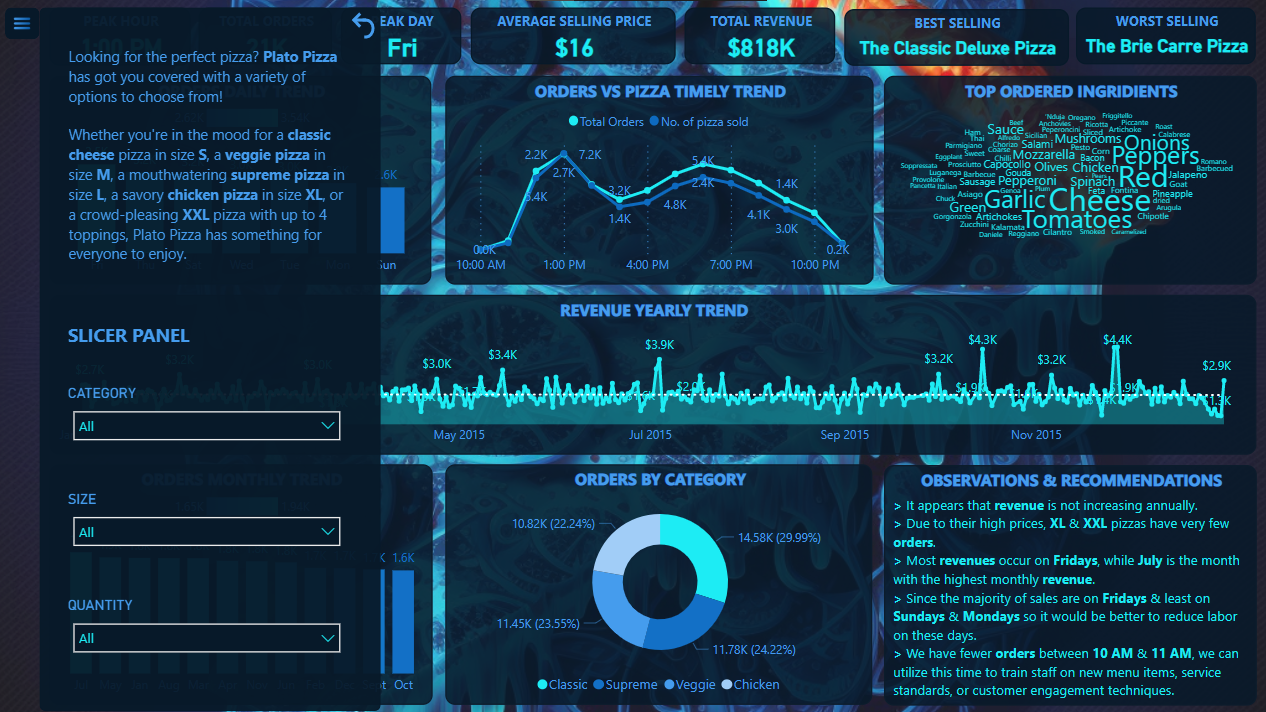 PEAK HOUR
TOTAL ORDERS
EAK DAY
Fri
AVERAGE SELLING PRICE
$16
TOTAL REVENUE
$818K
BEST SELLING
The Classic Deluxe Pizza
WORST SELLING
The Brie Carre Pizza
Looking for the perfect pizza? Plato Pizza
has got you covered with a variety of
options to choose from!
Whether you're in the mood for a classic
cheese pizza in size S, a veggie pizza in
size M, a mouthwatering supreme pizza in
size L, a savory chicken pizza in size XL, or
a crowd-pleasing XXL pizza with up to 4
toppings, Plato Pizza has something for
everyone to enjoy.
DAILY TREND
.6K
Sun
ORDERS VS PIZZA TIMELY TREND
Total Orders No. of pizza sold
2.2K 7.2K
2.7K
5.4K
6.4K
3.2K
2.4K
1.4K
1.4K
4.8K
4.1K
3.0K
0.0K
0.2K
10:00 AM 1:00 PM 4:00 PM 7:00 PM 10:00 PM
TOP ORDERED INGRIDIENTS
'Nduja Oregano Friggitello
Beef Anchovies Ricotta Piccante
Ham Sauce Sicilian Peperoncini Sliced Artichoke Roast
Thai Alfredo Mushrooms Onions Calabrese
Parmigiano Chorizo Salami Pesto Corn
Eggplant Sweet Coarse Chilli Mozzarella Bacon Peppers Romano
Soppressata Prosciutto Capocollo Olives Chicken Barbecued
Luganega Barbecue Gouda Pears Red Jalapeno
Provolone Sausage Pepperoni Spinach Goat
Pancetta Italian Genoa Plum Feta Fontina Pineapple
Chuck Asiago Garlic Cheese dried
Green Arugula
Gorgonzola Artichokes Tomatoes Chipotle
Zucchini Kalamata
Daniele Reggiano Cilantro Smoked Caramelized
SLICER PANEL
CATEGORY
All
SIZE
All
QUANTITY
All
REVENUE YEARLY TREND
$3.0K
$3.4K
$3.9K
$2.0K
$3.2K
$1.9K
$4.3K
$3.2K
$4.4K
$1.9K
$2.9K
$1.3K
May 2015 Jul 2015 Sep 2015 Nov 2015
ORDERS MONTHLY TREND
K 1.6K
Sept Oct
ORDERS BY CATEGORY
10.82K (22.24%)
14.58K (29.99%)
11.45K (23.55%)
11.78K (24.22%)
Classic Supreme Veggie Chicken
OBSERVATIONS & RECOMMENDATIONS
> It appears that revenue is not increasing annually.
> Due to their high prices, XL & XXL pizzas have very few
orders.
> Most revenues occur on Fridays, while July is the month
with the highest monthly revenue.
> Since the majority of sales are on Fridays & least on
Sundays & Mondays so it would be better to reduce labor
on these days.
> We have fewer orders between 10 AM & 11 AM, we can
utilize this time to train staff on new menu items, service
standards, or customer engagement techniques.